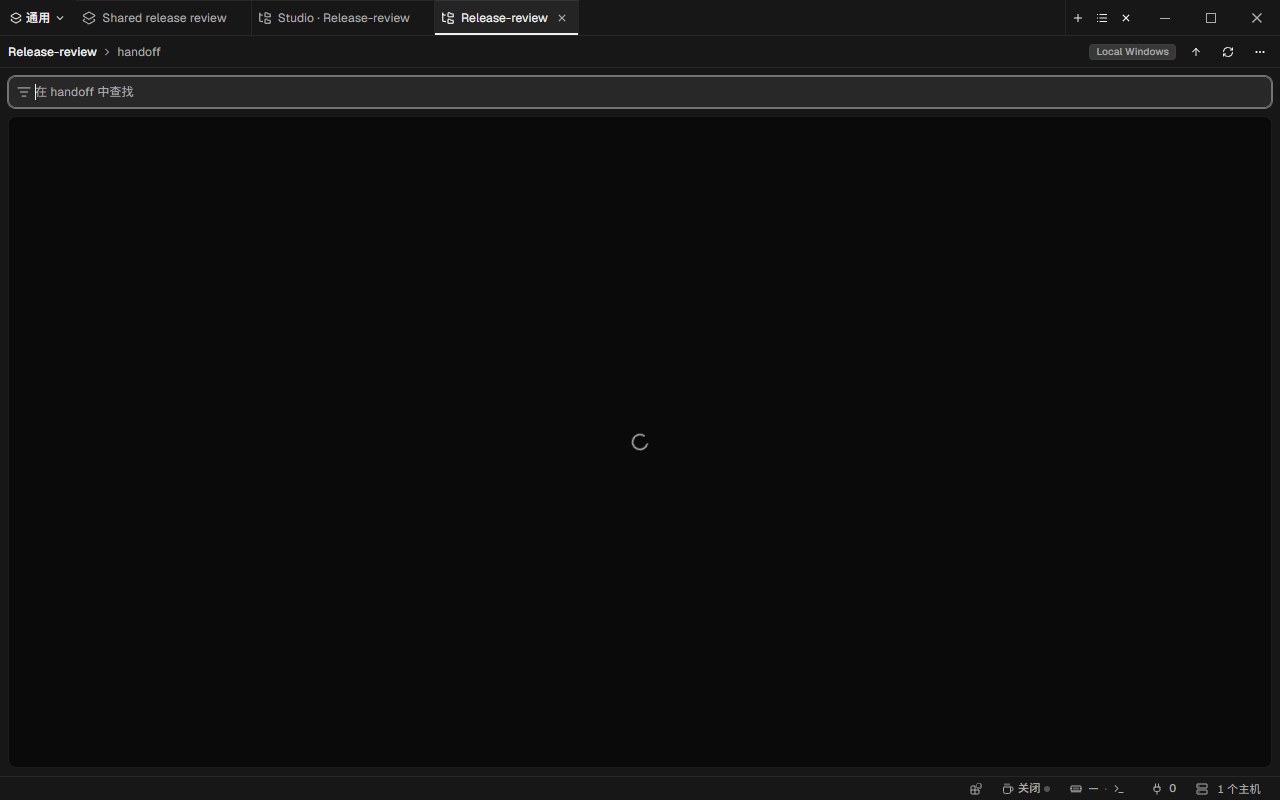 通用 Shared release review Studio · Release-review Release-review
Release-review > handoff Local Windows
在 handoff 中查找
关闭 — · 0 1 个主机